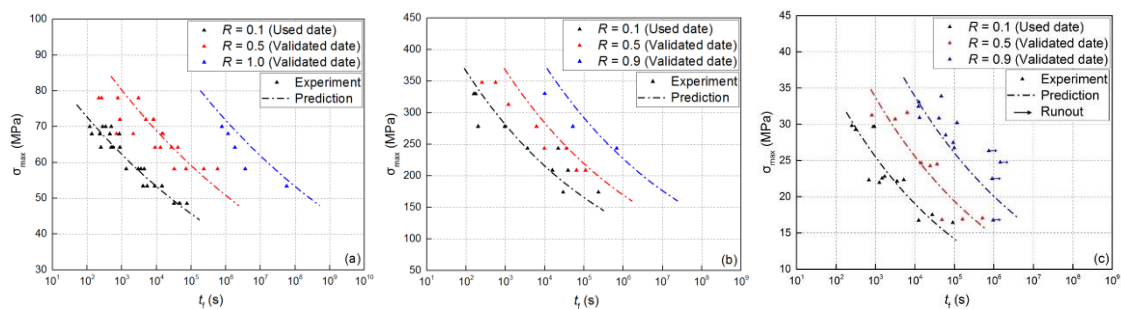 100
90
80
70
60
50
40
30
σmax (MPa)
R = 0.1 (Used date)
R = 0.5 (Validated date)
R = 1.0 (Validated date)
Experiment
Prediction
(a)
10^1 10^2 10^3 10^4 10^5 10^6 10^7 10^8 10^9 10^10
tf (s)
450
400
350
300
250
200
150
100
50
σmax (MPa)
R = 0.1 (Used date)
R = 0.5 (Validated date)
R = 0.9 (Validated date)
Experiment
Prediction
(b)
10^1 10^2 10^3 10^4 10^5 10^6 10^7 10^8 10^9
tf (s)
45
40
35
30
25
20
15
10
σmax (MPa)
R = 0.1 (Used date)
R = 0.5 (Validated date)
R = 0.9 (Validated date)
Experiment
Prediction
Runout
(c)
10^1 10^2 10^3 10^4 10^5 10^6 10^7 10^8 10^9
tf (s)